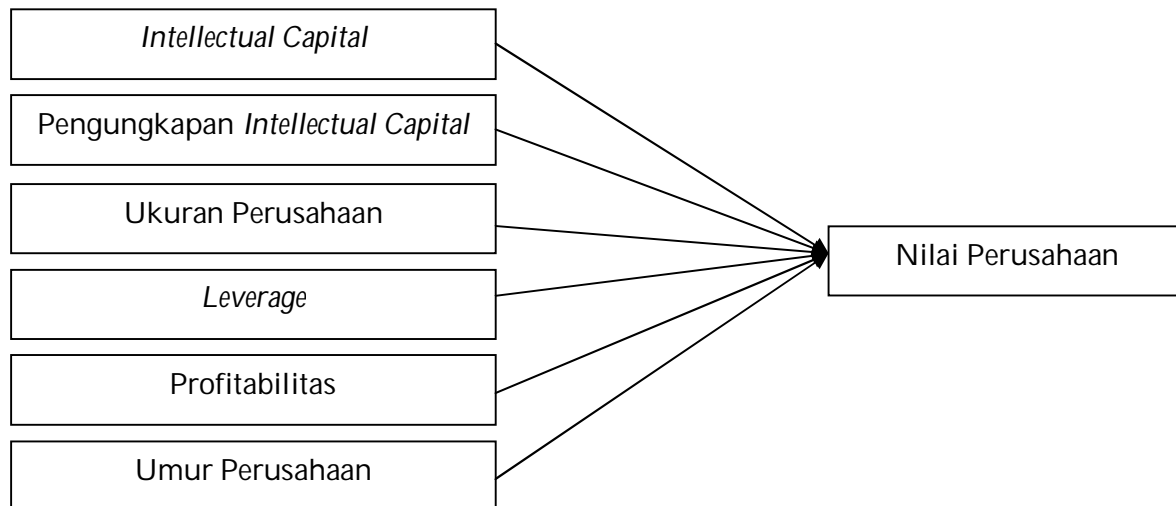 Intellectual Capital
Pengungkapan Intellectual Capital
Ukuran Perusahaan
Leverage
Profitabilitas
Umur Perusahaan
Nilai Perusahaan